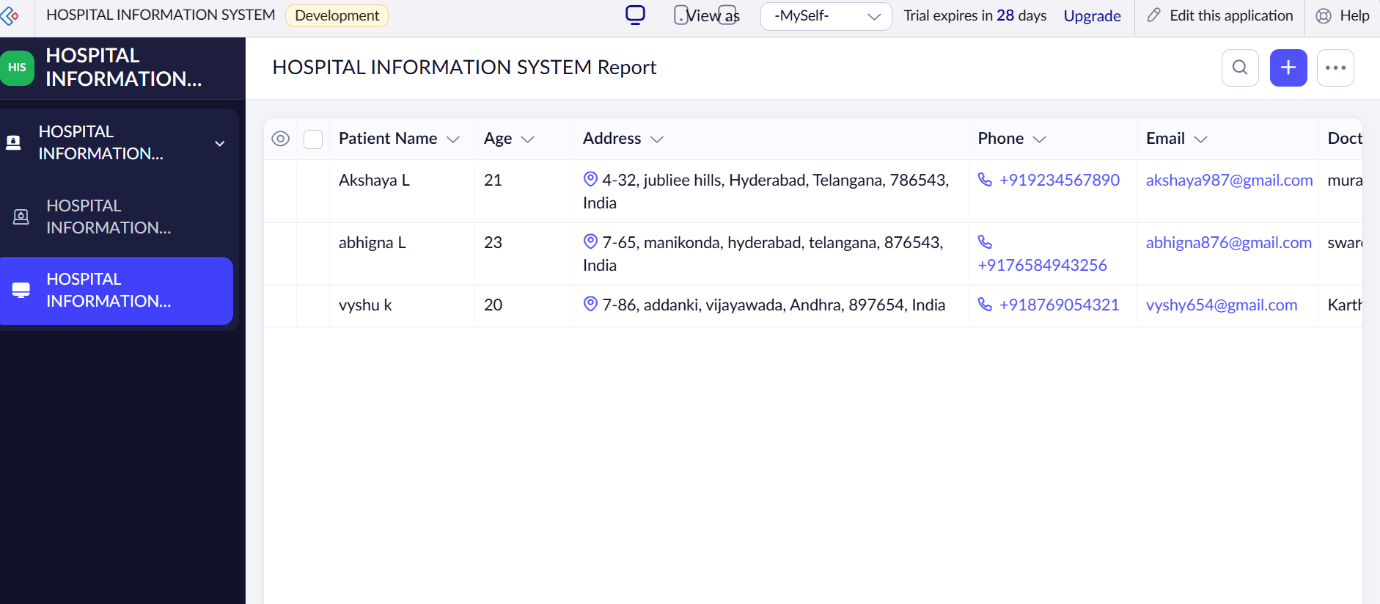 HOSPITAL INFORMATION SYSTEM Development View as -MySelf- Trial expires in 28 days Upgrade Edit this application Help
HIS
HOSPITAL
INFORMATION...
HOSPITAL
INFORMATION...
HOSPITAL
INFORMATION...
HOSPITAL
INFORMATION...
HOSPITAL INFORMATION SYSTEM Report
Patient Name Age Address Phone Email Doct
Akshaya L 21 4-32, jubliee hills, Hyderabad, Telangana, 786543, +919234567890 akshaya987@gmail.com mura
India
abhigna L 23 7-65, manikonda, hyderabad, telangana, 876543, abhigna876@gmail.com
India +9176584943256
vyshu k 20 7-86, addanki, vijayawada, Andhra, 897654, India +918769054321 vyshy654@gmail.com Karth